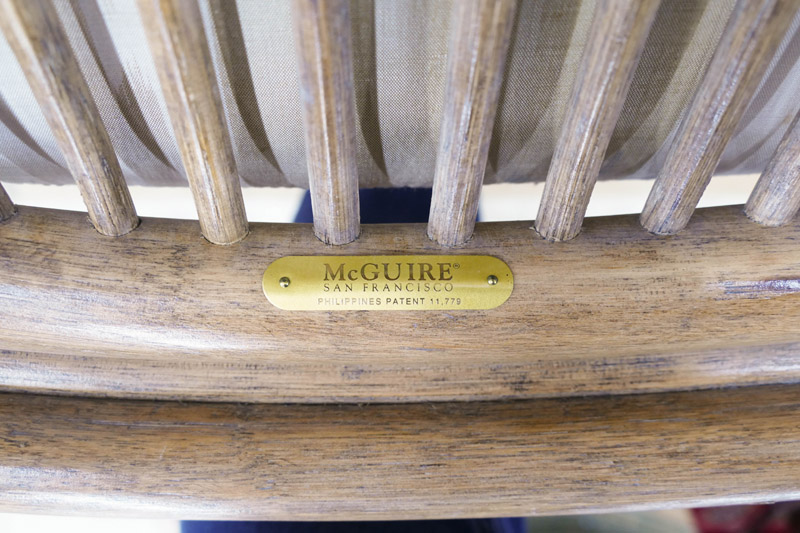 McGUIRE®
SAN FRANCISCO
PHILIPPINES PATENT 11,779